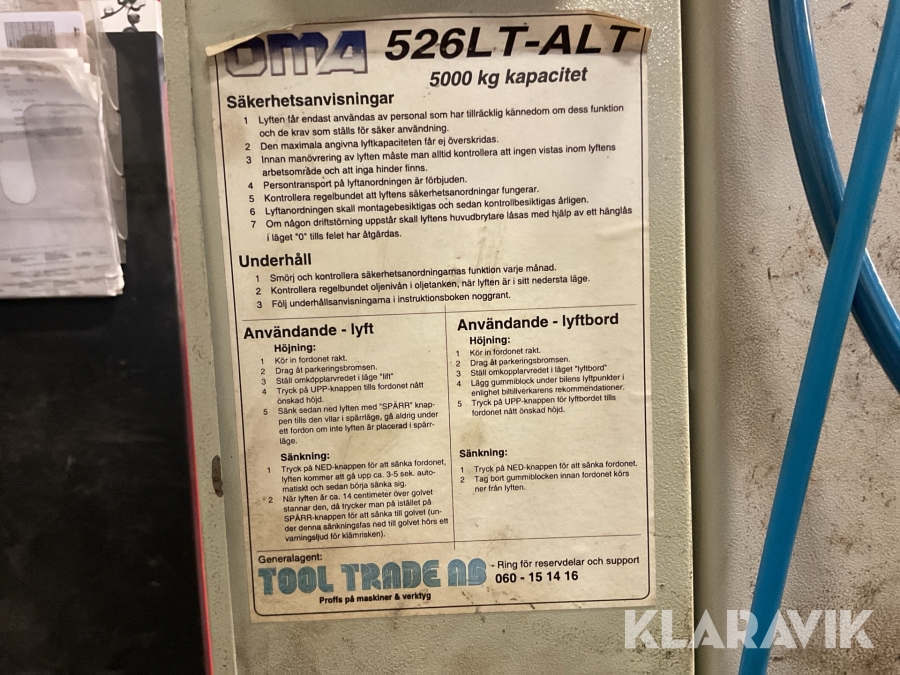 OMA 526LT-ALT
5000 kg kapacitet
Säkerhetsanvisningar
1 Lyften får endast användas av personal som har tillräcklig kännedom om dess funktion
och de krav som ställs för säker användning.
2 Den maximala angivna lyftkapaciteten får ej överskridas.
3 Innan manövrering av lyften måste man alltid kontrollera att ingen vistas inom lyftens
arbetsområde och att inga hinder finns.
4 Persontransport på lyftanordningen är förbjuden.
5 Kontrollera regelbundet att lyftens säkerhetsanordningar fungerar.
6 Lyftanordningen skall montagebesiktigas och sedan kontrollbesiktigas årligen.
7 Om någon driftstörning uppstår skall lyftens huvudbrytare låsas med hjälp av ett hänglås
i läget "0" tills felet har åtgärdas.
Underhåll
1 Smörj och kontrollera säkerhetsanordningarnas funktion varje månad.
2 Kontrollera regelbundet oljenivån i oljetanken, när lyften är i sitt nedersta läge.
3 Följ underhållsanvisningarna i instruktionsboken noggrant.
Användande - lyft
Höjning:
1 Kör in fordonet rakt.
2 Drag åt parkeringsbromsen.
3 Ställ omkopplarvredet i läge "lift"
4 Tryck på UPP-knappen tills fordonet nått
önskad höjd.
5 Sänk sedan ned lyften med "SPÄRR" knap-
pen tills den vilar i spärrläge, gå aldrig under
ett fordon om inte lyften är placerad i spärr-
läge.
Sänkning:
1 Tryck på NED-knappen för att sänka fordonet,
lyften kommer att gå upp ca. 3-5 sek. auto-
matiskt och sedan börja sänka sig.
2 När lyften är ca. 14 centimeter över golvet
stannar den, då trycker man på istället på
SPÄRR-knappen för att sänka till golvet (un-
der denna sänkningsfas ned till golvet hörs ett
varningsljud för klämrisken).
Användande - lyftbord
Höjning:
1 Kör in fordonet rakt.
2 Drag åt parkeringsbromsen.
3 Ställ omkopplarvredet i läget "lyftbord"
4 Lägg gummiblock under bilens lyftpunkter i
enlighet bitillverkarens rekommendationer.
5 Tryck på UPP-knappen för lyftbordet tills
fordonet nått önskad höjd.
Sänkning:
1 Tryck på NED-knappen för att sänka fordonet.
2 Tag bort gummiblocken innan fordonet körs
ner från lyften.
Generalagent:
TOOL TRADE AB
Proffs på maskiner & verktyg
- Ring för reservdelar och support
060 - 15 14 16
KLARAVIK